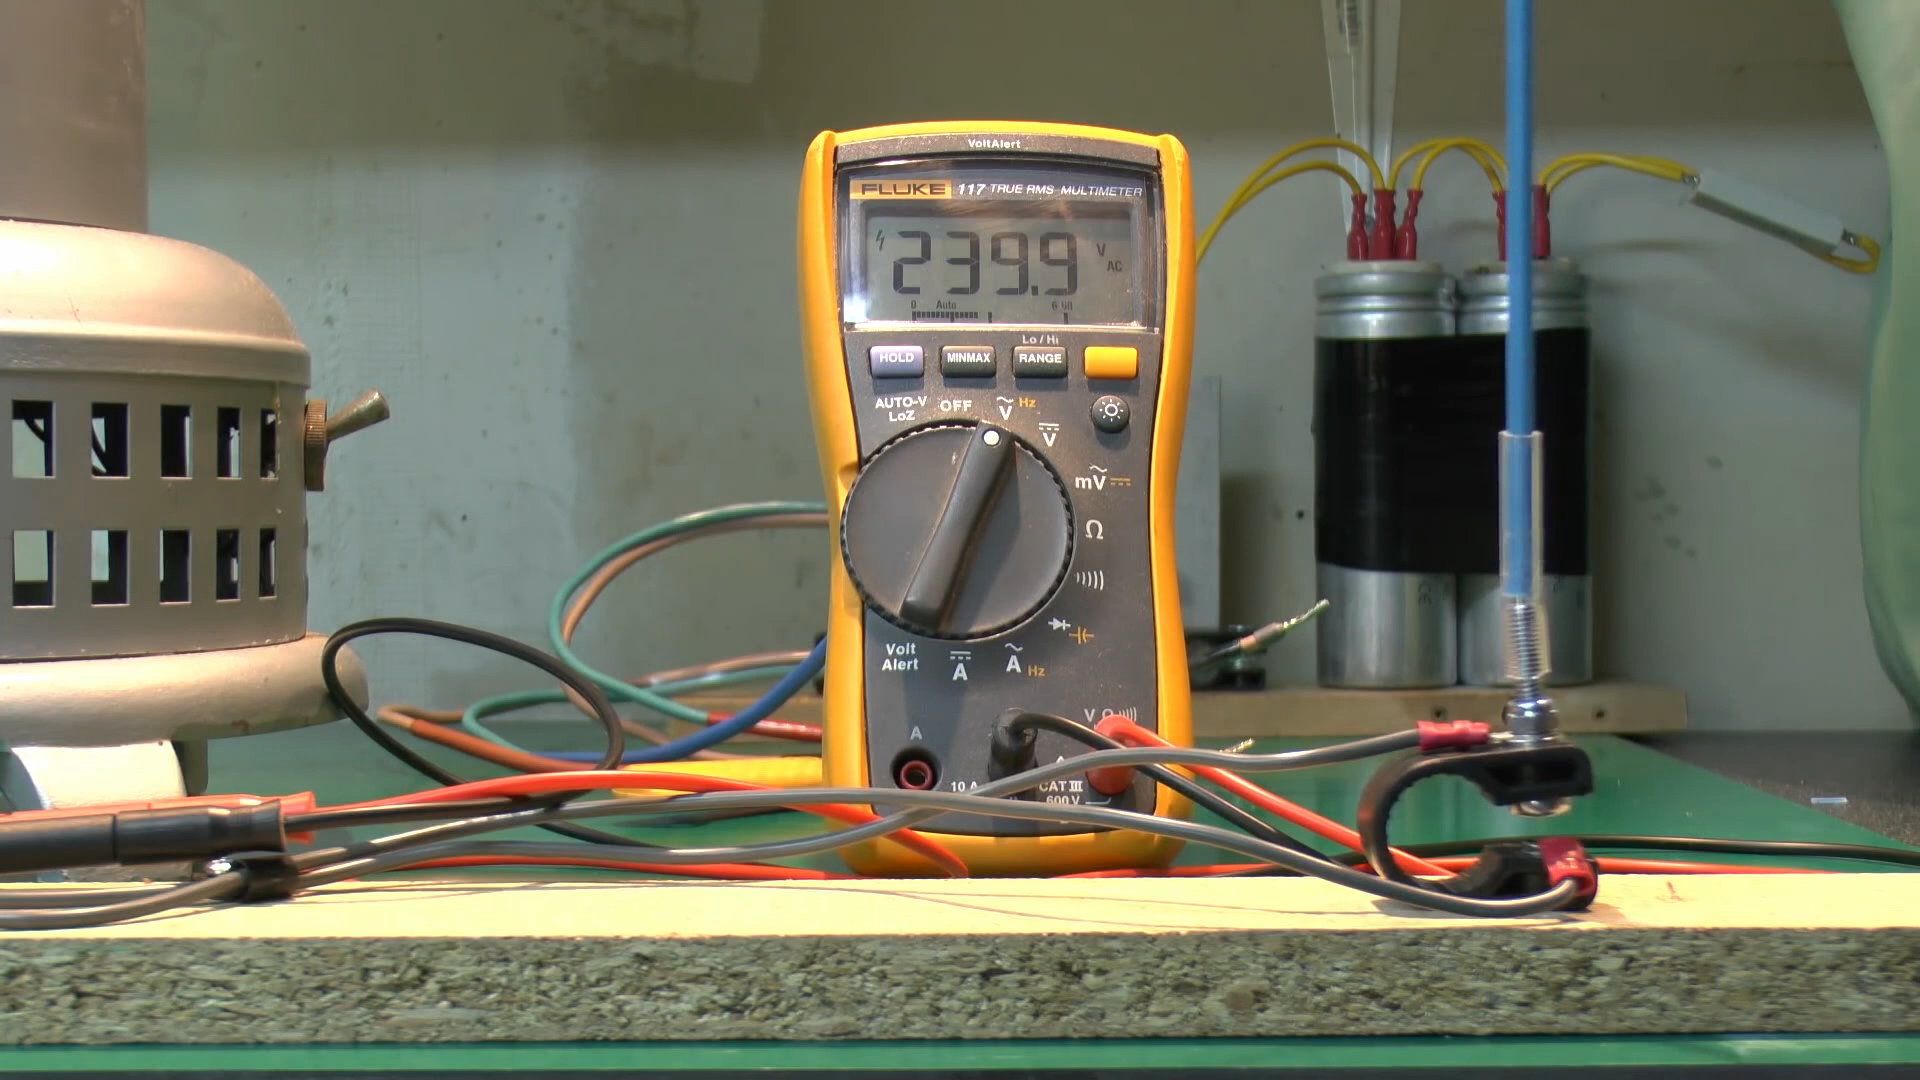 VoltAlert
FLUKE 117 TRUE RMS MULTIMETER
239.9 V AC
0 Auto 600
Lo / Hi
HOLD MINMAX RANGE
AUTO-V LoZ OFF V Hz
V
mV
Ω
Volt Alert A A Hz
A V Ω
10 A CAT III
600 V